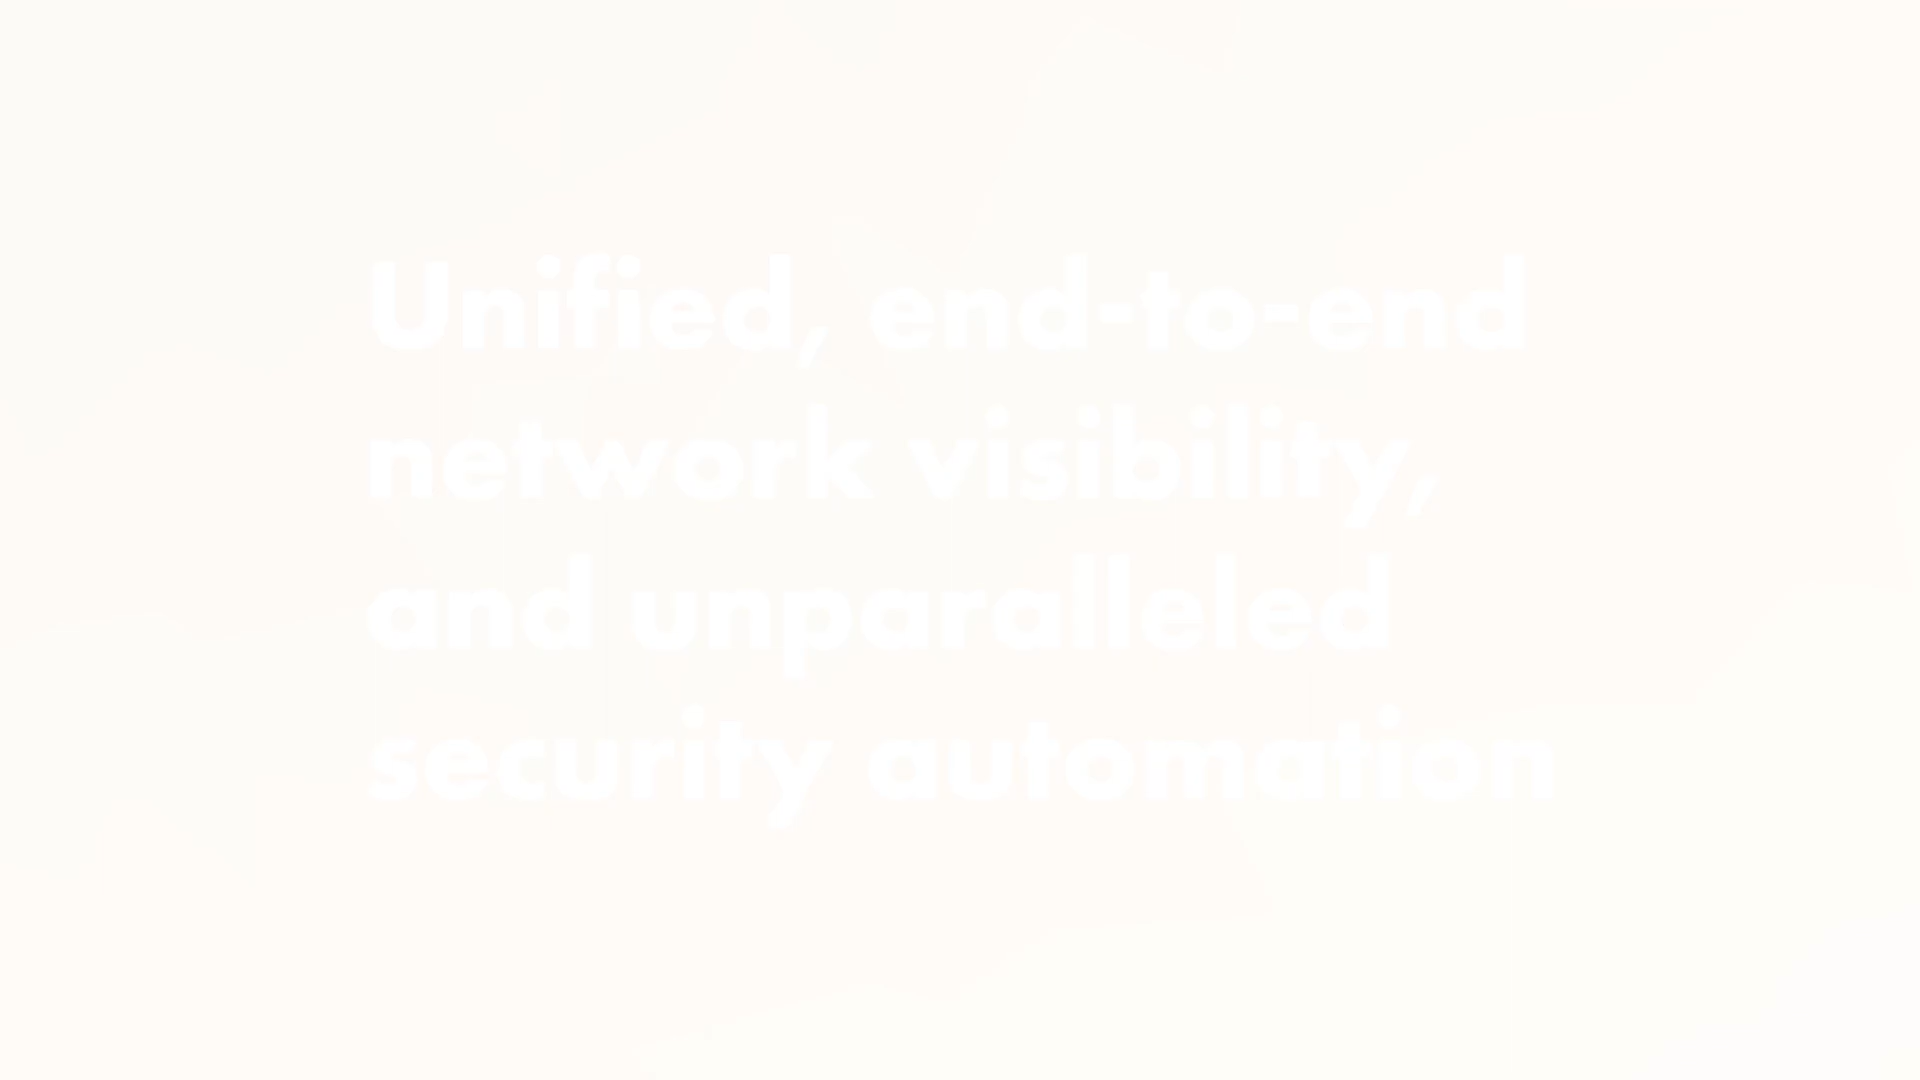 Unified, end-to-end
network visibility,
and unparalleled
security automation